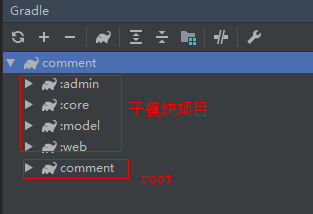 Gradle
comment
:admin
:core
子模块项目
:model
:web
comment
root